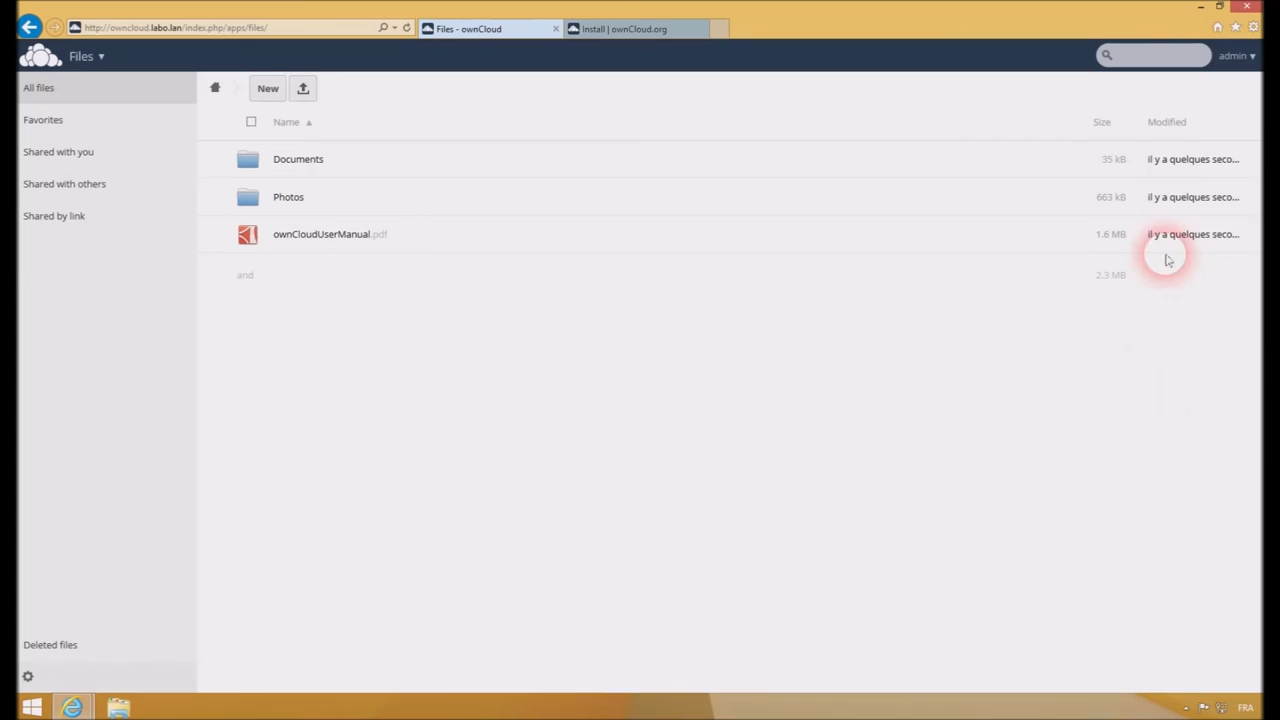 http://owncloud.labo.lan/index.php/apps/files/
Files - ownCloud
Install | ownCloud.org
Files
admin
All files
Favorites
Shared with you
Shared with others
Shared by link
Deleted files
New
Name
Size
Modified
Documents
35 kB
il y a quelques seco...
Photos
663 kB
il y a quelques seco...
ownCloudUserManual.pdf
1.6 MB
il y a quelques seco...
and
2.3 MB
FRA